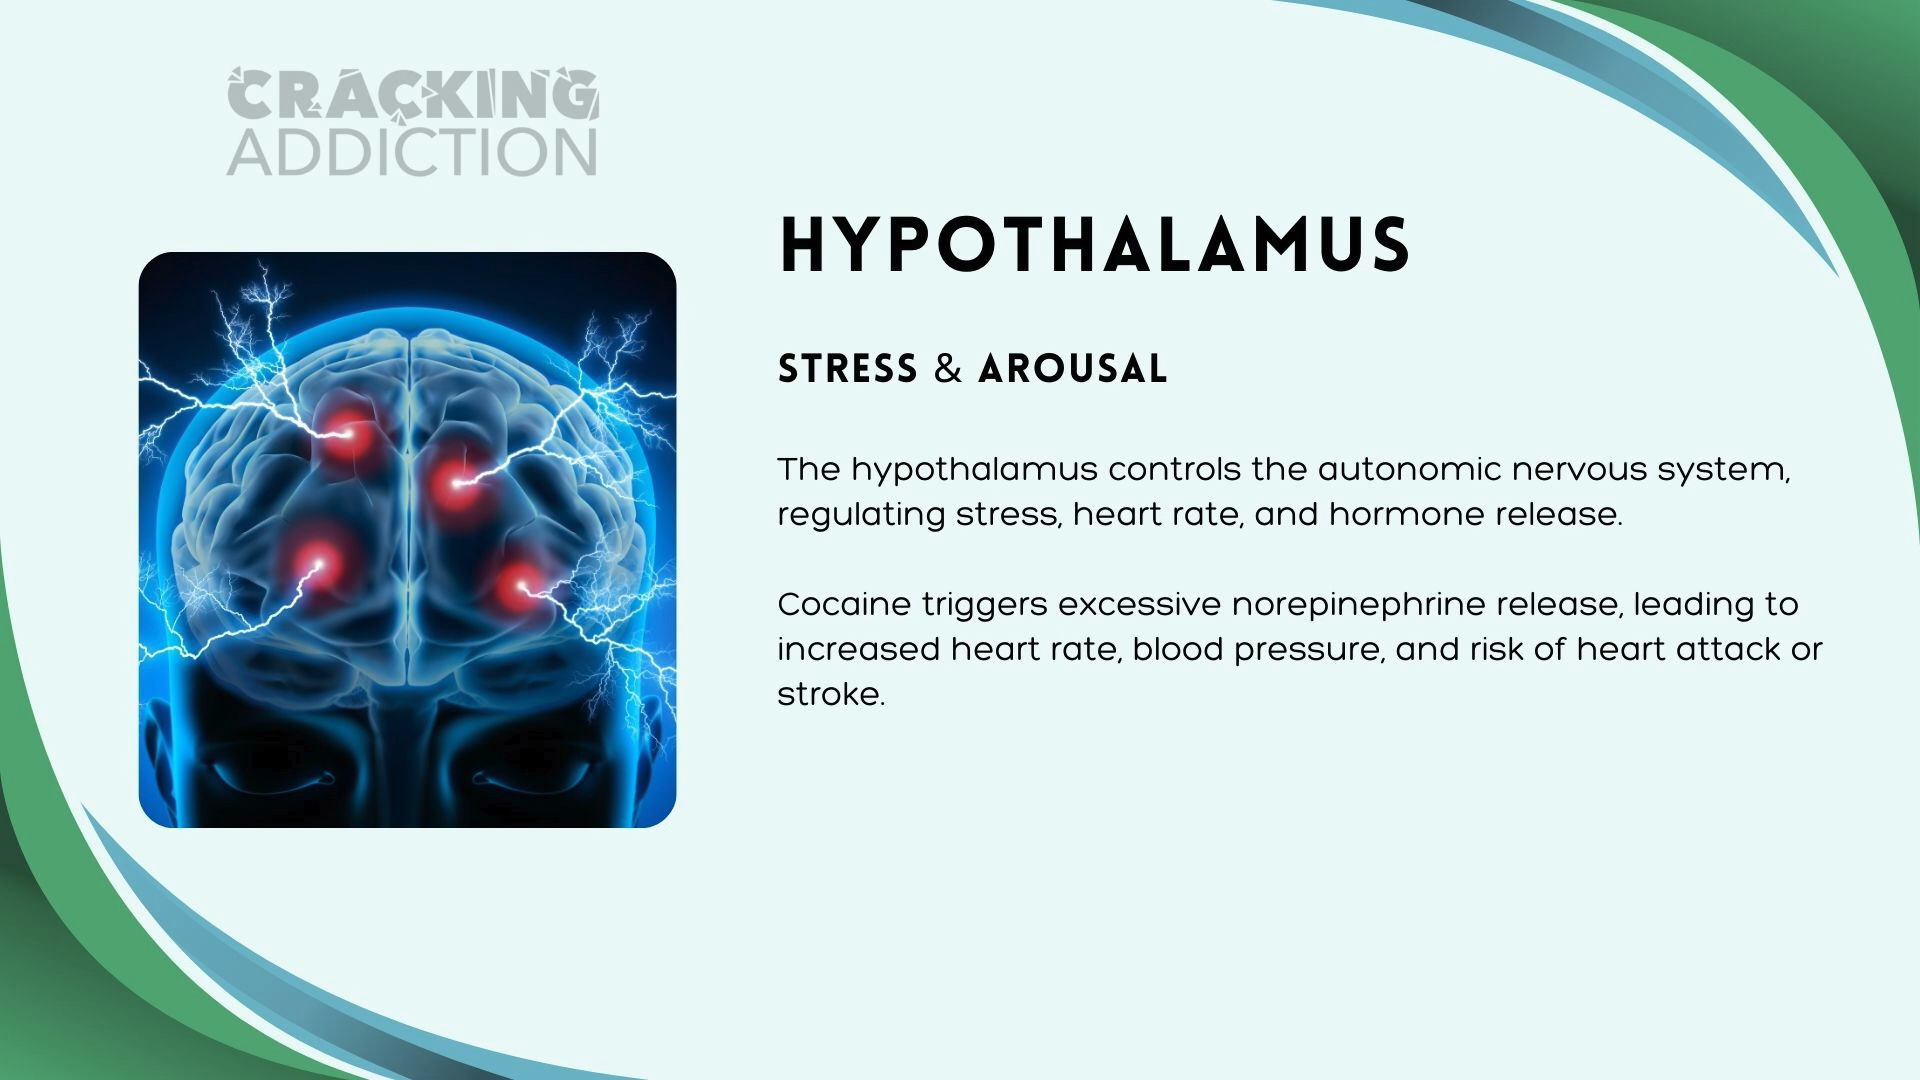 CRACKING
ADDICTION
HYPOTHALAMUS
STRESS & AROUSAL
The hypothalamus controls the autonomic nervous system,
regulating stress, heart rate, and hormone release.
Cocaine triggers excessive norepinephrine release, leading to
increased heart rate, blood pressure, and risk of heart attack or
stroke.